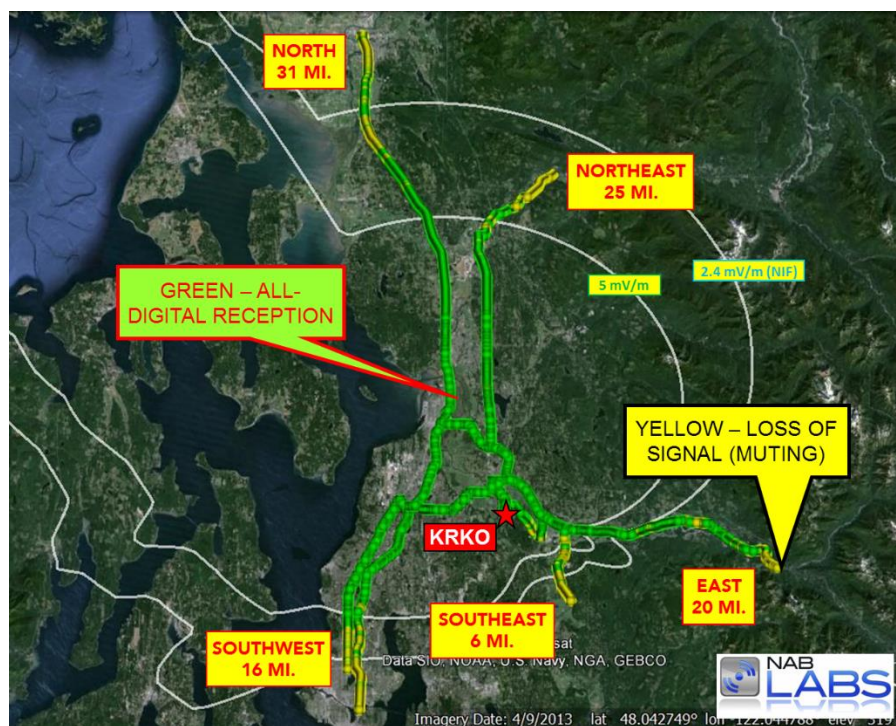 NORTH
31 MI.
NORTHEAST
25 MI.
2.4 mV/m (NIF)
5 mV/m
GREEN – ALL-
DIGITAL RECEPTION
YELLOW – LOSS OF
SIGNAL (MUTING)
KRKO
EAST
20 MI.
SOUTHEAST
6 MI.
SOUTHWEST
16 MI.
Data SIO, NOAA, U.S. Navy, NGA, GEBCO
NAB
LABS
Imagery Date: 4/9/2013 lat 48.042749° lon